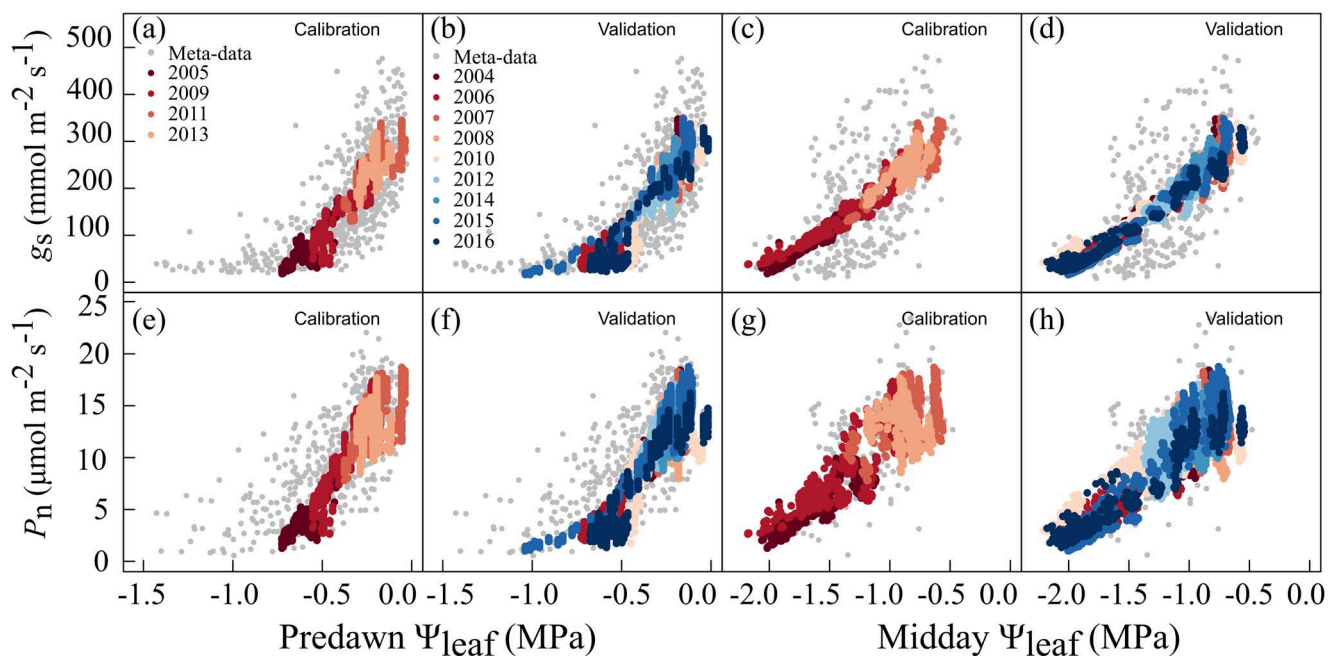 (a) Calibration
Meta-data
2005
2009
2011
2013
(b) Validation
Meta-data
2004
2006
2007
2008
2010
2012
2014
2015
2016
(c) Calibration
(d) Validation
500
400
300
200
100
0
gs (mmol m⁻² s⁻¹)
(e) Calibration
(f) Validation
(g) Calibration
(h) Validation
25
20
15
10
5
0
Pn (μmol m⁻² s⁻¹)
-1.5 -1.0 -0.5 0.0 -1.5 -1.0 -0.5 0.0 -2.0 -1.5 -1.0 -0.5 0.0 -2.0 -1.5 -1.0 -0.5 0.0
Predawn Ψleaf (MPa) Midday Ψleaf (MPa)